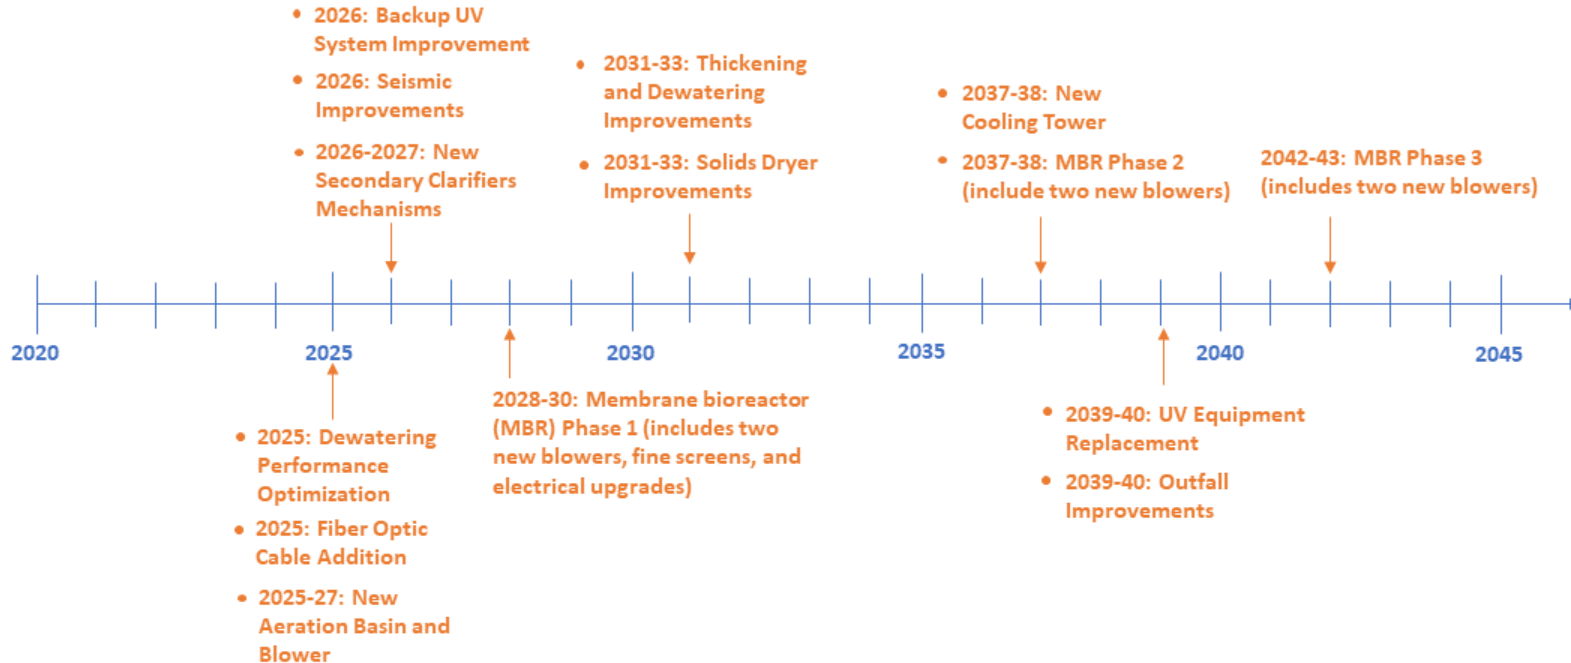 • 2026: Backup UV
System Improvement
• 2026: Seismic
Improvements
• 2026-2027: New
Secondary Clarifiers
Mechanisms
• 2031-33: Thickening
and Dewatering
Improvements
• 2031-33: Solids Dryer
Improvements
• 2037-38: New
Cooling Tower
• 2037-38: MBR Phase 2
(include two new blowers)
2042-43: MBR Phase 3
(includes two new blowers)
2020
2025
2030
2035
2040
2045
• 2025: Dewatering
Performance
Optimization
• 2025: Fiber Optic
Cable Addition
• 2025-27: New
Aeration Basin and
Blower
2028-30: Membrane bioreactor
(MBR) Phase 1 (includes two
new blowers, fine screens, and
electrical upgrades)
• 2039-40: UV Equipment
Replacement
• 2039-40: Outfall
Improvements